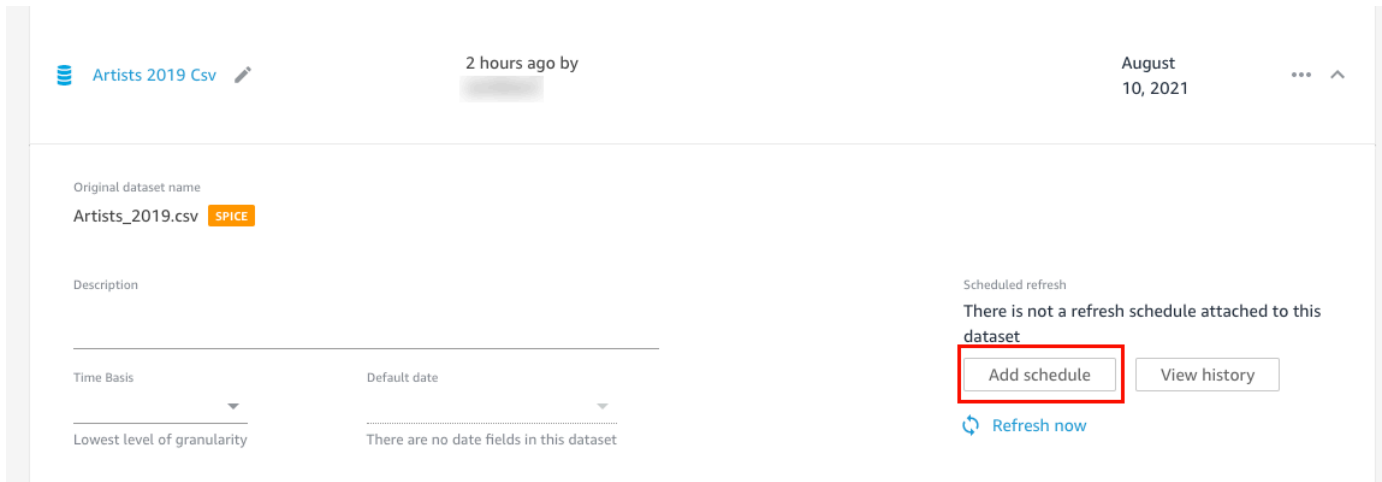 Artists 2019 Csv
2 hours ago by
August
10, 2021
Original dataset name
Artists_2019.csv SPICE
Description
Scheduled refresh
There is not a refresh schedule attached to this
dataset
Add schedule
View history
Time Basis
Default date
Lowest level of granularity
There are no date fields in this dataset
Refresh now